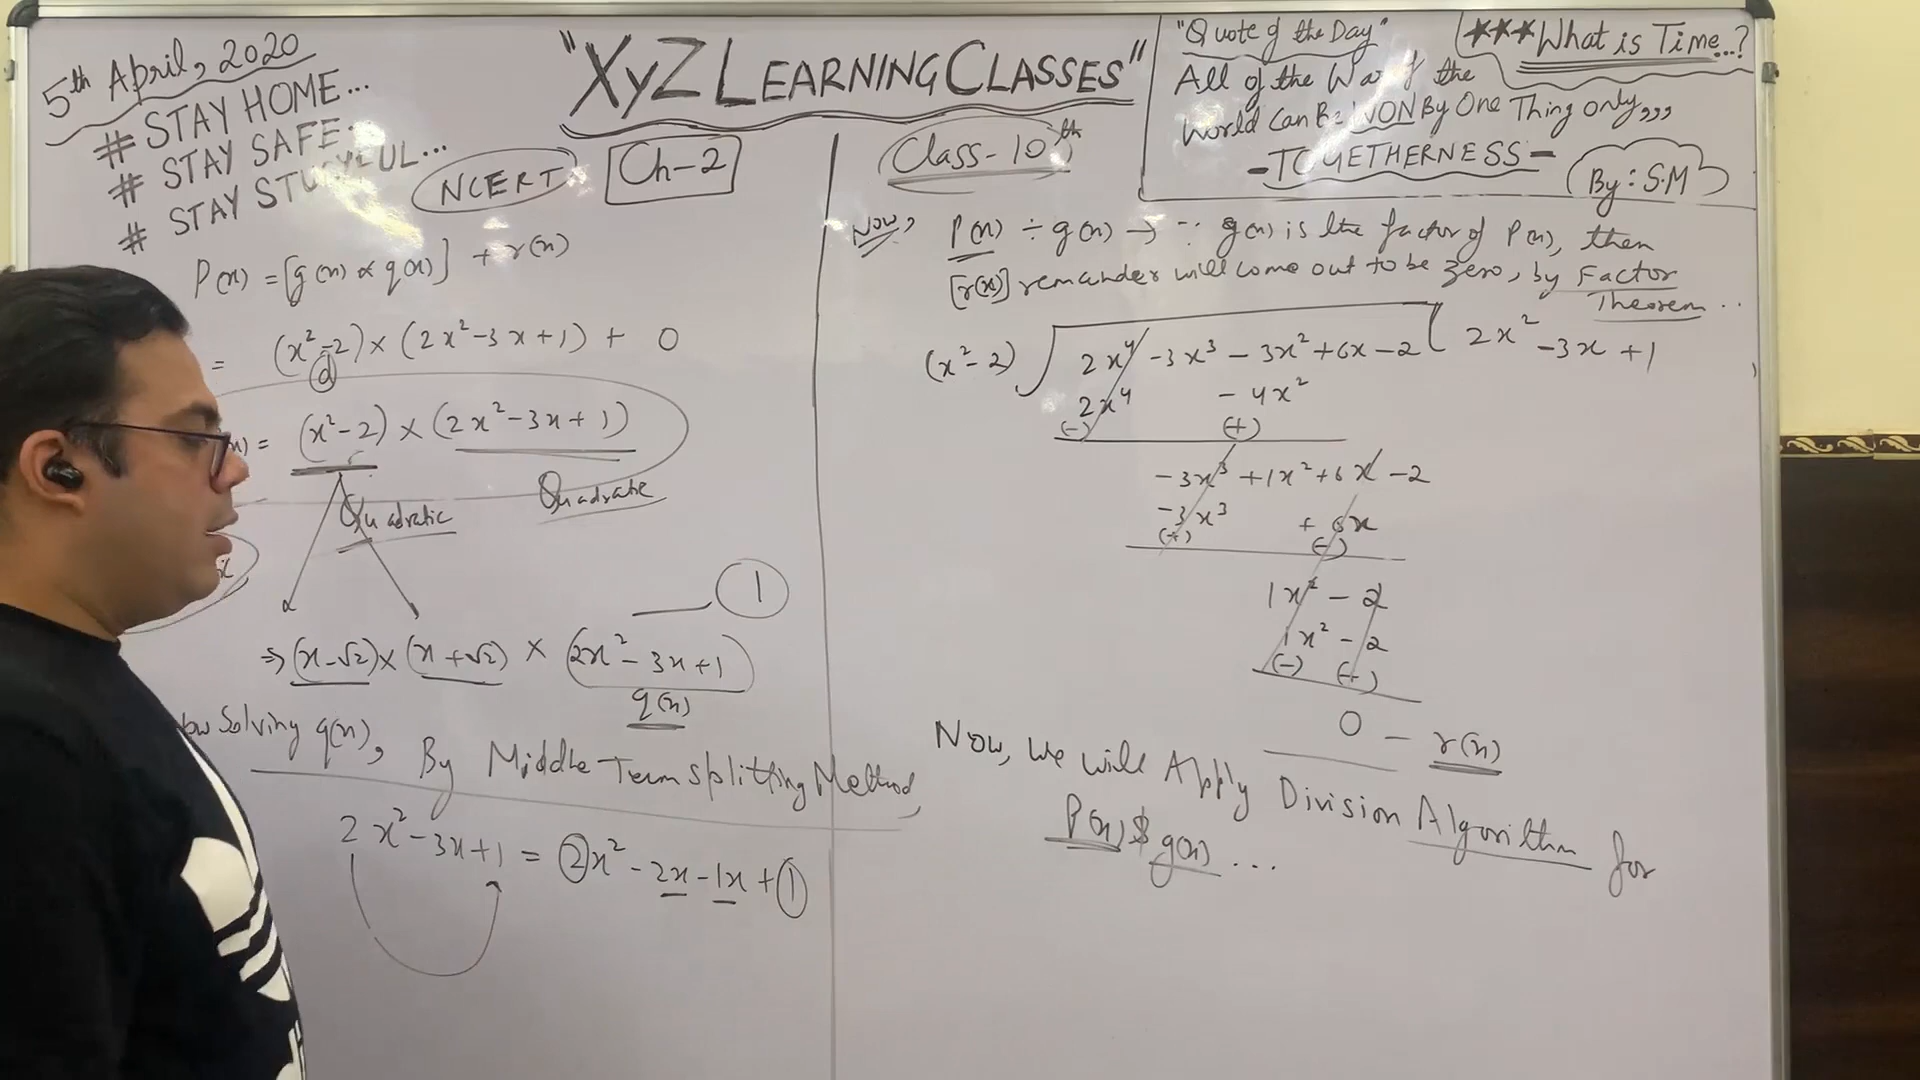 5th April, 2020
# STAY HOME...
# STAY SAFE...
# STAY STUDYFUL...
"XyZ LEARNING CLASSES"
NCERT
Ch-2
Class-10th
"Quote of the Day"
All of the War of the
World Can Be WON By One Thing only,,,
-TOGETHERNESS-
By: S.M
***What is Time...?
P(x) = [g(x) × q(x)] + r(x)
= (x²-2) × (2x²-3x+1) + 0
= (x²-2) × (2x²-3x+1)
Quadratic
Quadratic
1
⇒ (x-√2) × (x+√2) × (2x²-3x+1)
q(x)
Solving q(x), By Middle Term splitting Method,
2x²-3x+1 = 2x² - 2x - 1x + 1
Now, P(x) ÷ g(x) → ∵ g(x) is the factor of P(x), then
[r(x)] remainder will come out to be zero, by Factor
Theorem..
(x²-2) 2x⁴ -3x³ - 3x² + 6x - 2 2x² - 3x + 1
2x⁴ - 4x²
(-) (+)
-3x³ + 1x² + 6x - 2
-3x³ + 6x
(+) (-)
1x² - 2
1x² - 2
(-) (+)
0 - r(x)
Now, We will Apply Division Algorithm for
P(x) $ g(x) ...